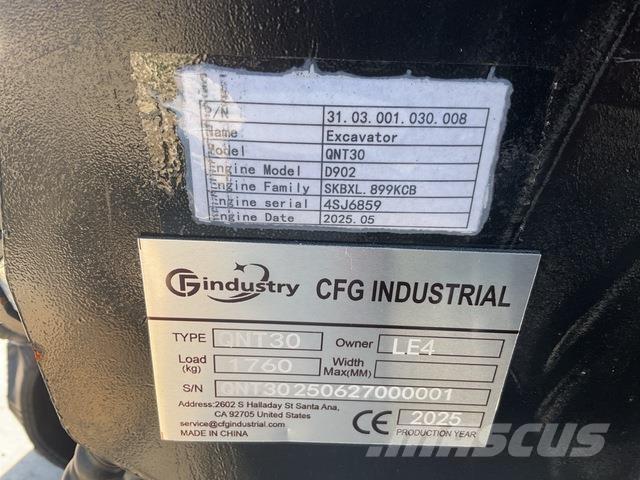 P/N 31.03.001.030.008
Name Excavator
Model QNT30
Engine Model D902
Engine Family SKBXL.899KCB
Engine serial 4SJ6859
Engine Date 2025.05
CFG industry CFG INDUSTRIAL
TYPE QNT30 Owner LE4
Load (kg) 1760 Width Max(MM)
S/N QNT30250627000001
Address:2602 S Halladay St Santa Ana,
CA 92705 United States
service@cfgindustrial.com
MADE IN CHINA
CE 2025
PRODUCTION YEAR
mascus